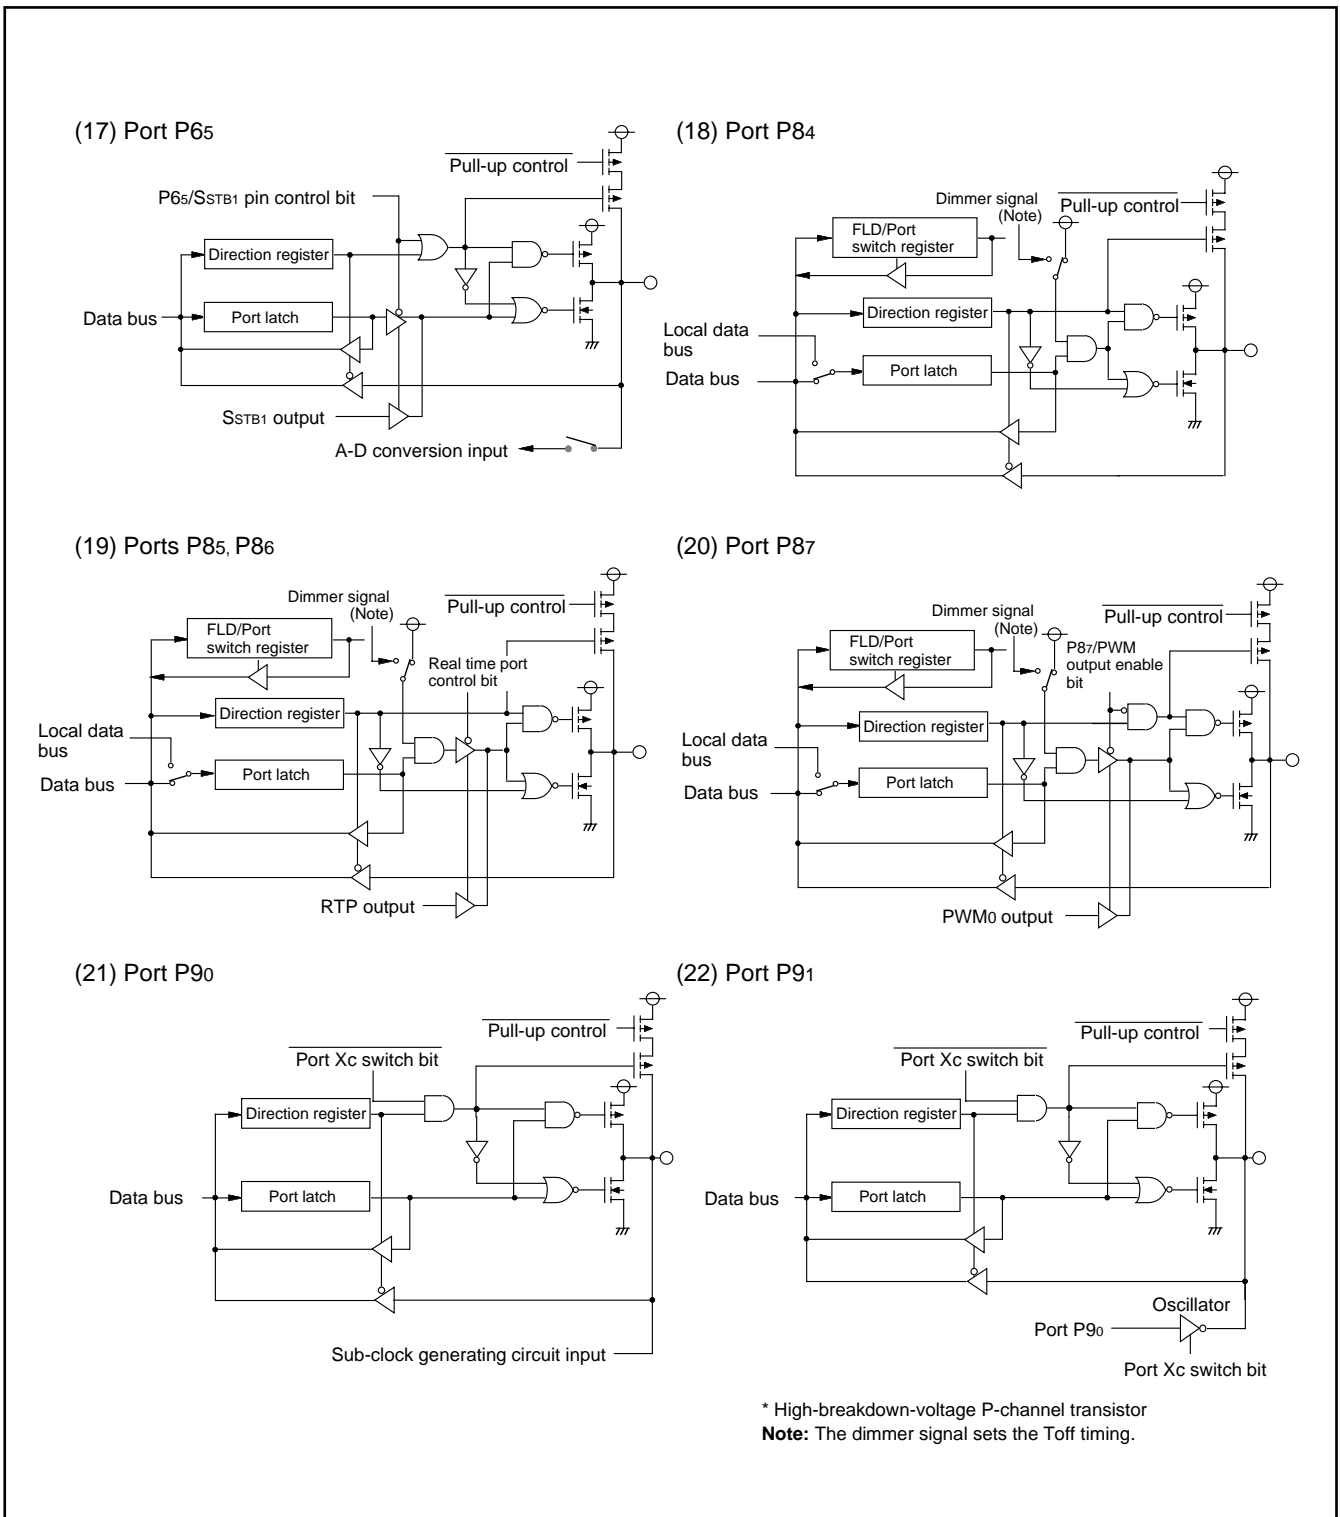 (17) Port P65
Pull-up control
P65/SSTB1 pin control bit
Direction register
Data bus
Port latch
SSTB1 output
A-D conversion input
(18) Port P84
Dimmer signal
(Note)
Pull-up control
FLD/Port
switch register
Direction register
Local data
bus
Data bus
Port latch
(19) Ports P85, P86
Dimmer signal
(Note)
Pull-up control
FLD/Port
switch register
Real time port
control bit
Direction register
Local data
bus
Data bus
Port latch
RTP output
(20) Port P87
Dimmer signal
(Note)
Pull-up control
FLD/Port
switch register
P87/PWM
output enable
bit
Direction register
Local data
bus
Data bus
Port latch
PWM0 output
(21) Port P90
Pull-up control
Port Xc switch bit
Direction register
Data bus
Port latch
Sub-clock generating circuit input
(22) Port P91
Pull-up control
Port Xc switch bit
Direction register
Data bus
Port latch
Oscillator
Port P90
Port Xc switch bit
* High-breakdown-voltage P-channel transistor
Note: The dimmer signal sets the Toff timing.